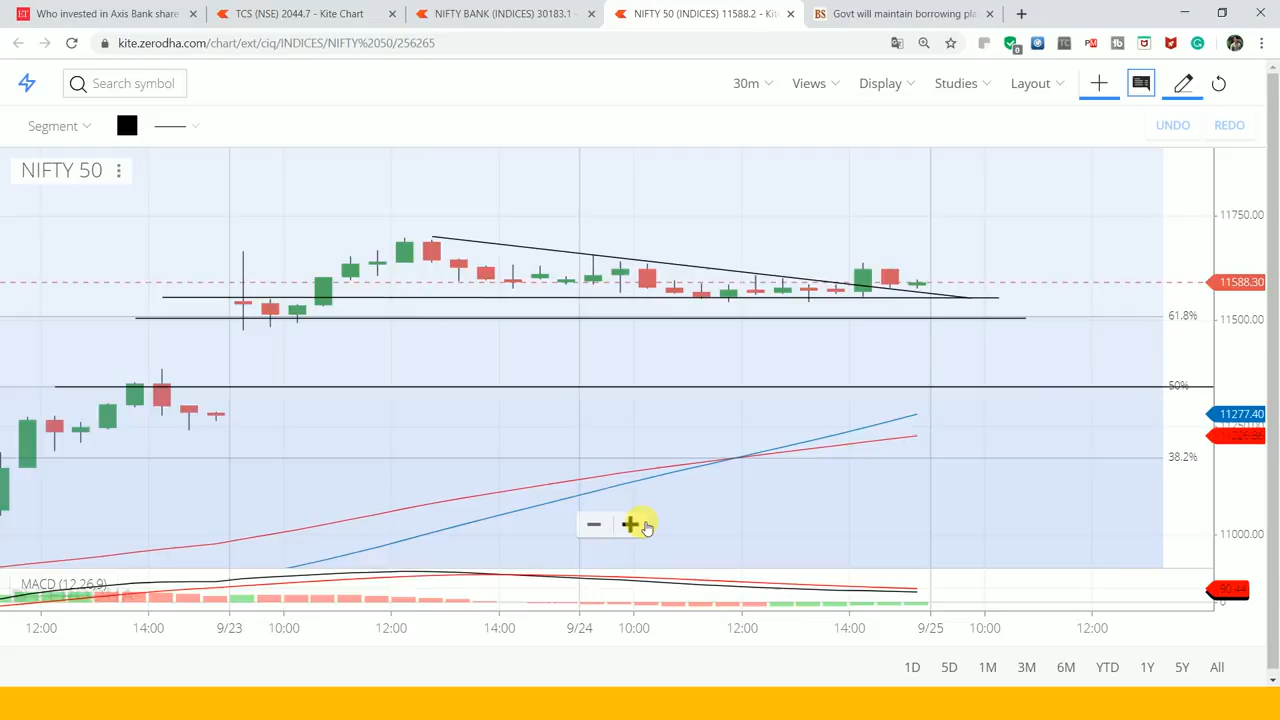 Who invested in Axis Bank share
TCS (NSE) 2044.7 - Kite Chart
NIFTY BANK (INDICES) 30183.1 -
NIFTY 50 (INDICES) 11588.2 - Kit
Govt will maintain borrowing pla
kite.zerodha.com/chart/ext/ciq/INDICES/NIFTY%2050/256265
Search symbol
30m
Views
Display
Studies
Layout
Segment
UNDO
REDO
NIFTY 50
11750.00
11588.30
61.8%
11500.00
50%
11277.40
38.2%
11000.00
MACD (12,26,9)
90.44
0
12:00 14:00 9/23 10:00 12:00 14:00 9/24 10:00 12:00 14:00 9/25 10:00 12:00
1D 5D 1M 3M 6M YTD 1Y 5Y All